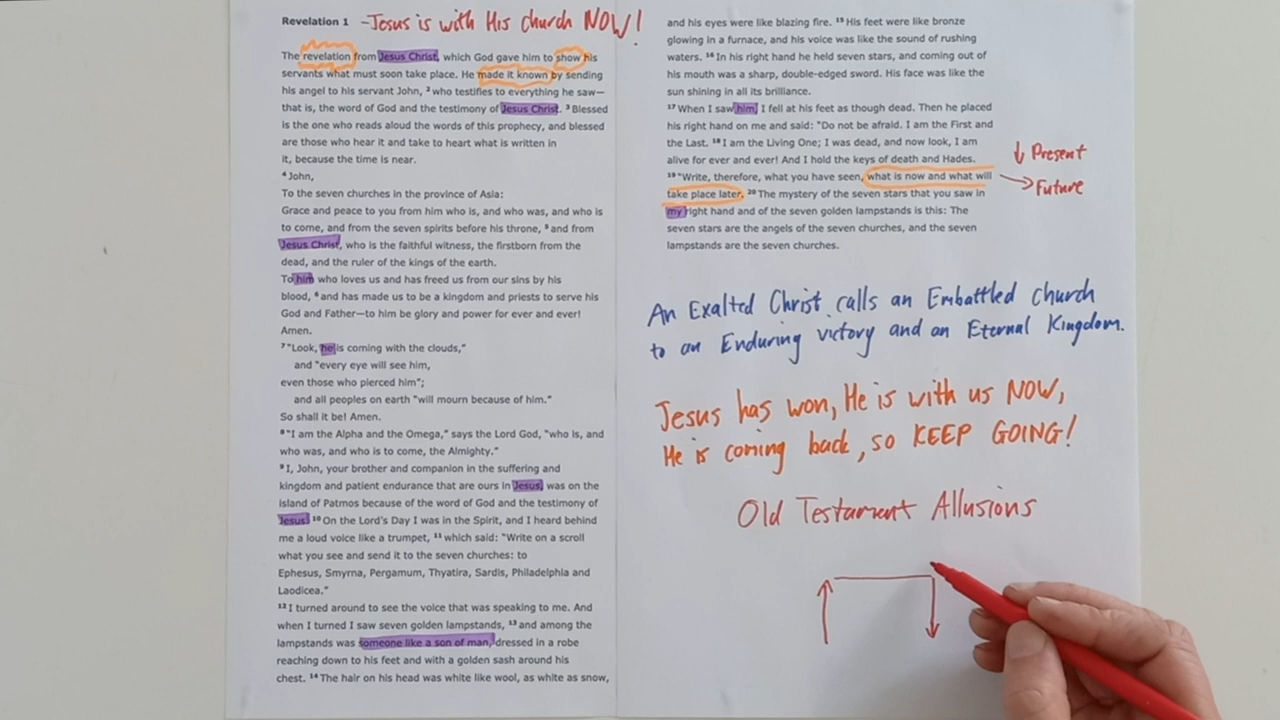 Revelation 1 - Jesus is with His church NOW!
The revelation from Jesus Christ, which God gave him to show his
servants what must soon take place. He made it known by sending
his angel to his servant John, ² who testifies to everything he saw—
that is, the word of God and the testimony of Jesus Christ. ³ Blessed
is the one who reads aloud the words of this prophecy, and blessed
are those who hear it and take to heart what is written in
it, because the time is near.
⁴ John,
To the seven churches in the province of Asia:
Grace and peace to you from him who is, and who was, and who is
to come, and from the seven spirits before his throne, ⁵ and from
Jesus Christ, who is the faithful witness, the firstborn from the
dead, and the ruler of the kings of the earth.
To him who loves us and has freed us from our sins by his
blood, ⁶ and has made us to be a kingdom and priests to serve his
God and Father—to him be glory and power for ever and ever!
Amen.
⁷ "Look, he is coming with the clouds,"
and "every eye will see him,
even those who pierced him";
and all peoples on earth "will mourn because of him."
So shall it be! Amen.
⁸ "I am the Alpha and the Omega," says the Lord God, "who is, and
who was, and who is to come, the Almighty."
⁹ I, John, your brother and companion in the suffering and
kingdom and patient endurance that are ours in Jesus, was on the
island of Patmos because of the word of God and the testimony of
Jesus. ¹⁰ On the Lord's Day I was in the Spirit, and I heard behind
me a loud voice like a trumpet, ¹¹ which said: "Write on a scroll
what you see and send it to the seven churches: to
Ephesus, Smyrna, Pergamum, Thyatira, Sardis, Philadelphia and
Laodicea."
¹² I turned around to see the voice that was speaking to me. And
when I turned I saw seven golden lampstands, ¹³ and among the
lampstands was someone like a son of man, dressed in a robe
reaching down to his feet and with a golden sash around his
chest. ¹⁴ The hair on his head was white like wool, as white as snow,
and his eyes were like blazing fire. ¹⁵ His feet were like bronze
glowing in a furnace, and his voice was like the sound of rushing
waters. ¹⁶ In his right hand he held seven stars, and coming out of
his mouth was a sharp, double-edged sword. His face was like the
sun shining in all its brilliance.
¹⁷ When I saw him, I fell at his feet as though dead. Then he placed
his right hand on me and said: "Do not be afraid. I am the First and
the Last. ¹⁸ I am the Living One; I was dead, and now look, I am
alive for ever and ever! And I hold the keys of death and Hades.
¹⁹ "Write, therefore, what you have seen, what is now and what will
take place later. ²⁰ The mystery of the seven stars that you saw in
my right hand and of the seven golden lampstands is this: The
seven stars are the angels of the seven churches, and the seven
lampstands are the seven churches.
Present
Future
An Exalted Christ calls an Embattled church
to an Enduring victory and an Eternal Kingdom.
Jesus has won, He is with us NOW,
He is coming back, so KEEP GOING!
Old Testament Allusions